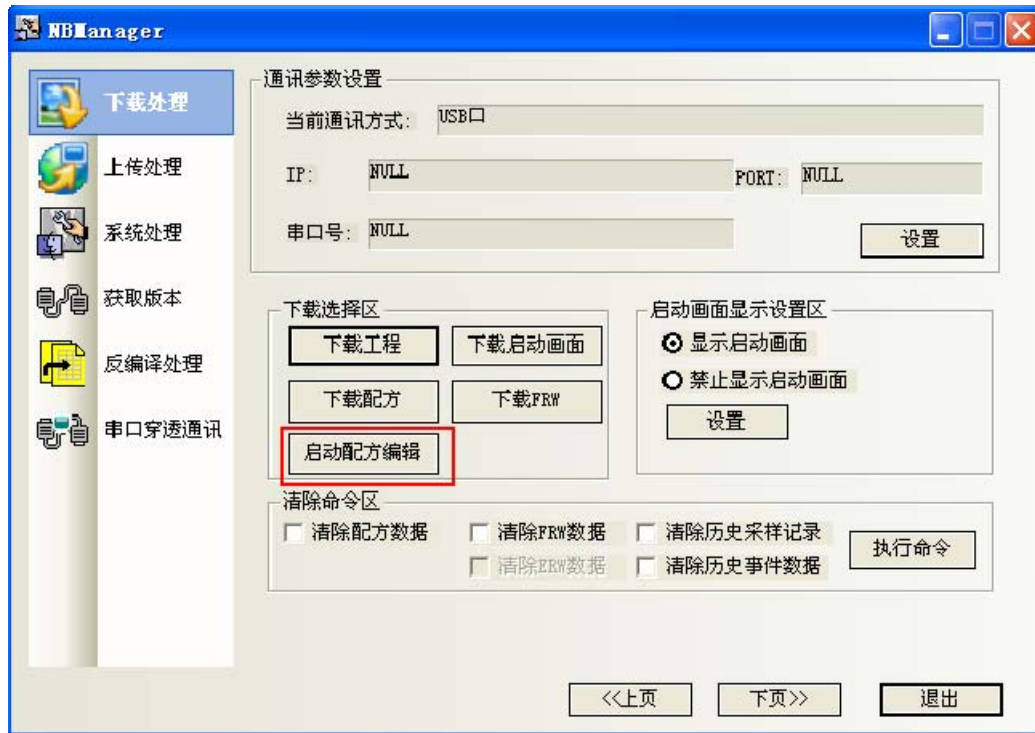 NBManager
下载处理
上传处理
系统处理
获取版本
反编译处理
串口穿透通讯
通讯参数设置
当前通讯方式: USB口
IP: NULL PORT: NULL
串口号: NULL 设置
下载选择区
下载工程 下载启动画面
下载配方 下载FRW
启动配方编辑
启动画面显示设置区
显示启动画面
禁止显示启动画面
设置
清除命令区
清除配方数据 清除FRW数据 清除历史采样记录
清除ERW数据 清除历史事件数据
执行命令
<<上页 下页>> 退出